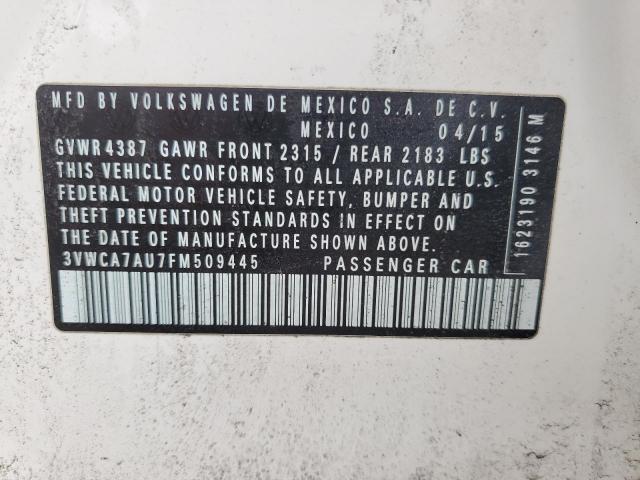 MFD BY VOLKSWAGEN DE MEXICO S.A. DE C.V.
MEXICO 04/15
GVWR 4387 GAWR FRONT 2315 / REAR 2183 LBS
THIS VEHICLE CONFORMS TO ALL APPLICABLE U.S.
FEDERAL MOTOR VEHICLE SAFETY, BUMPER AND
THEFT PREVENTION STANDARDS IN EFFECT ON
THE DATE OF MANUFACTURE SHOWN ABOVE.
3VWCA7AU7FM509445 PASSENGER CAR
1623190 3146 M